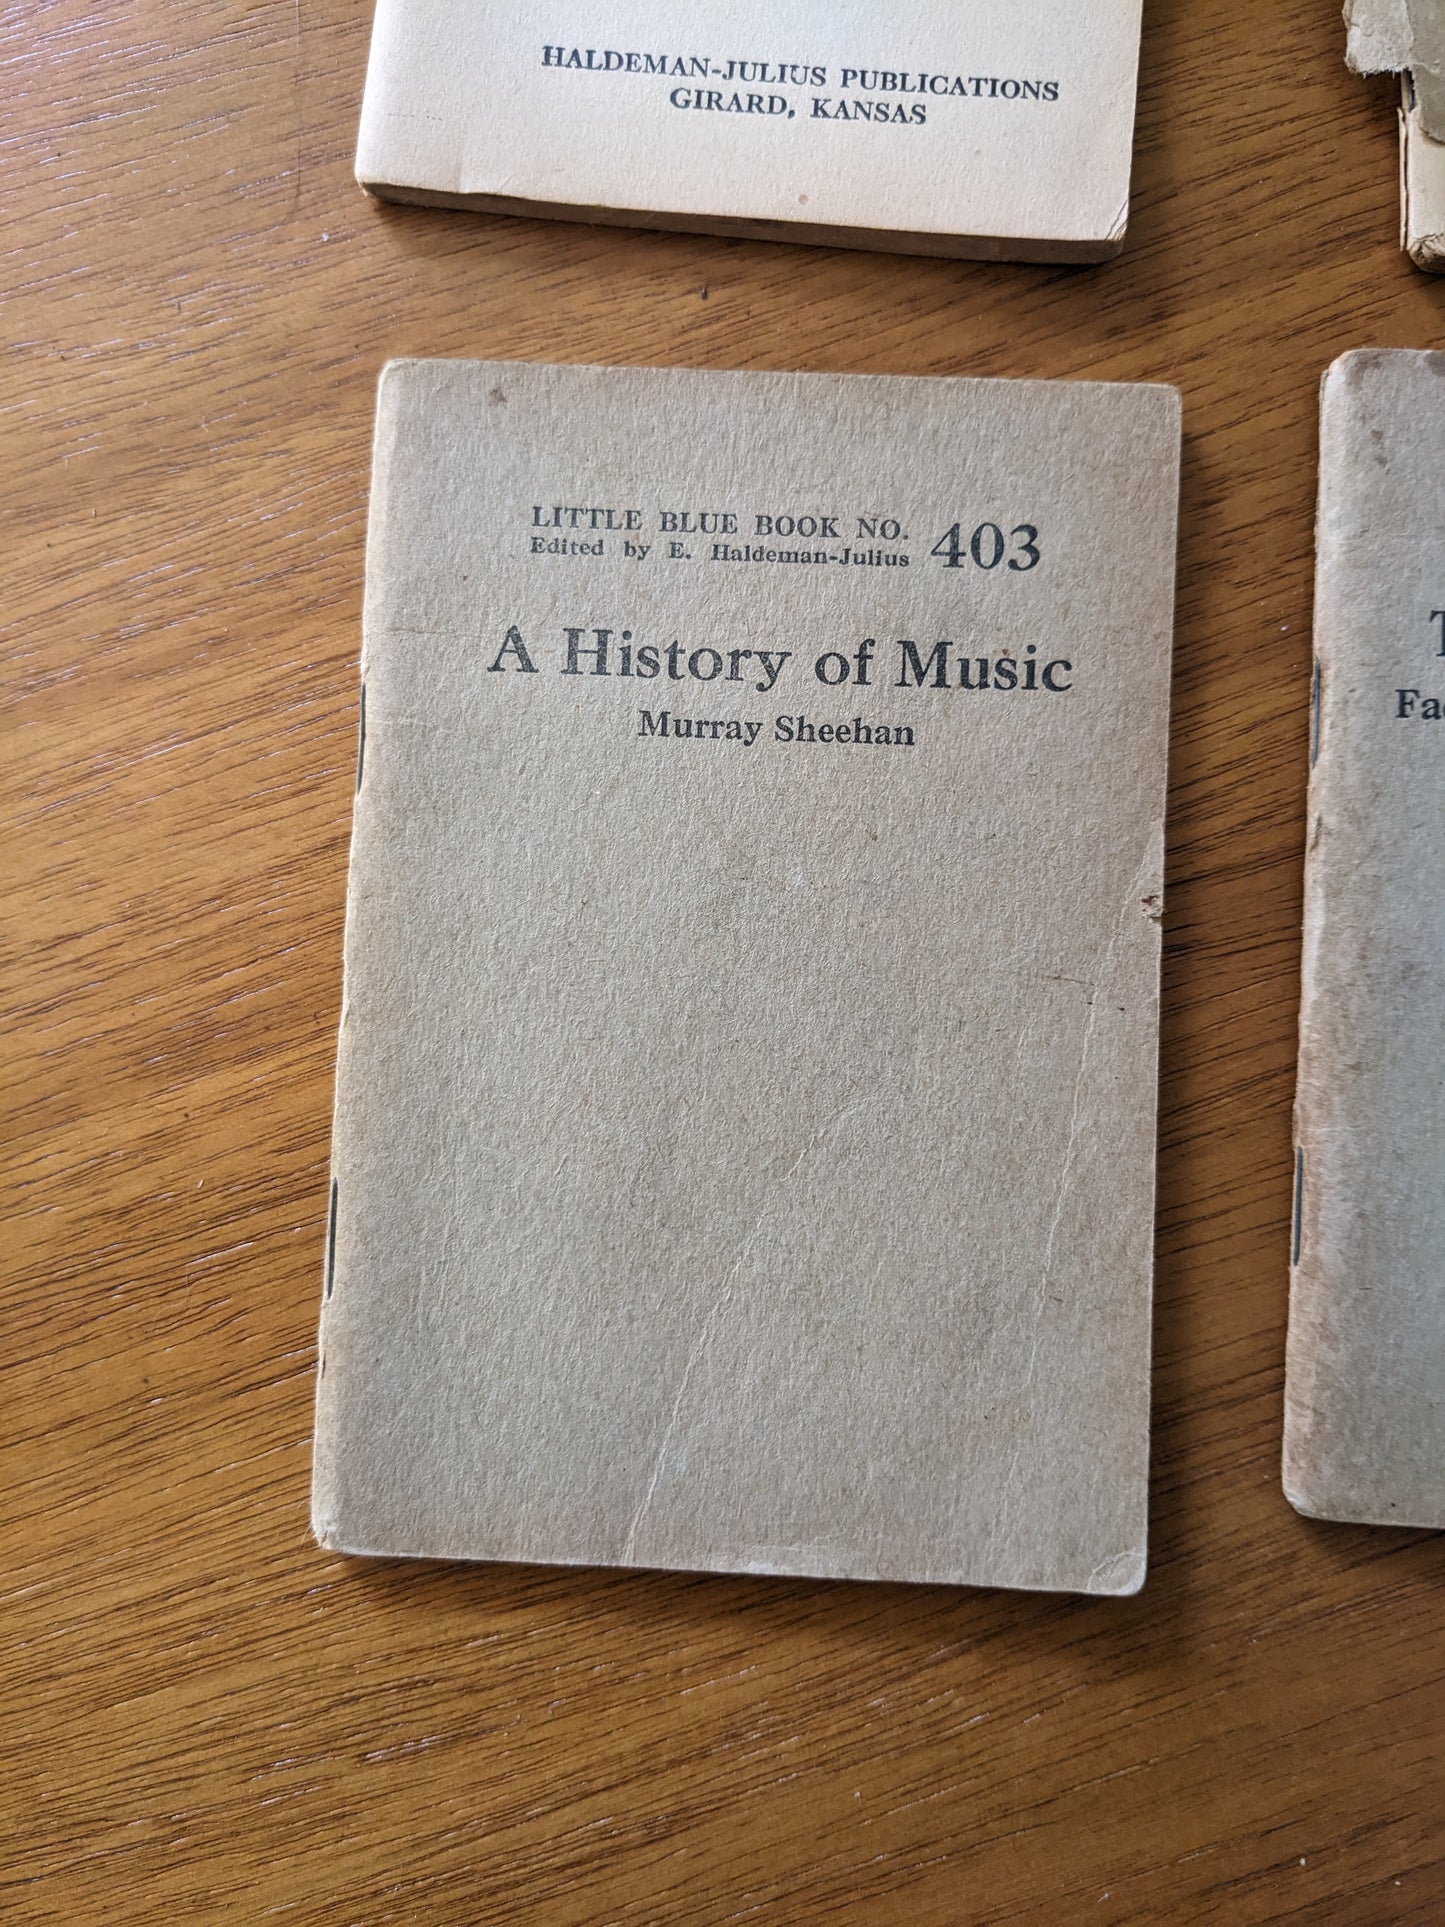 HALDEMAN-JULIUS PUBLICATIONS
GIRARD, KANSAS
LITTLE BLUE BOOK NO. 403
Edited by E. Haldeman-Julius
A History of Music
Murray Sheehan